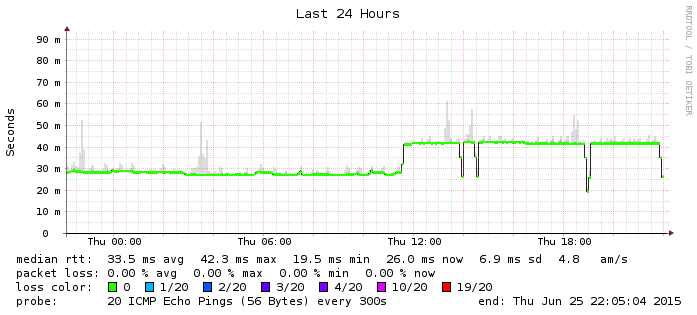 Last 24 Hours
RRDTOOL / TOBI OETIKER
Seconds
90 m
80 m
70 m
60 m
50 m
40 m
30 m
20 m
10 m
0
Thu 00:00 Thu 06:00 Thu 12:00 Thu 18:00
median rtt: 33.5 ms avg 42.3 ms max 19.5 ms min 26.0 ms now 6.9 ms sd 4.8 am/s
packet loss: 0.00 % avg 0.00 % max 0.00 % min 0.00 % now
loss color: 0 1/20 2/20 3/20 4/20 10/20 19/20
probe: 20 ICMP Echo Pings (56 Bytes) every 300s end: Thu Jun 25 22:05:04 2015